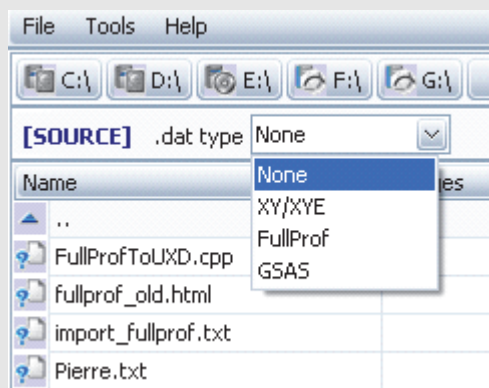 File Tools Help
C:\ D:\ E:\ F:\ G:\
[SOURCE] .dat type None
None
XY/XYE
FullProf
GSAS
Name
..
FullProfToUXD.cpp
fullprof_old.html
import_fullprof.txt
Pierre.txt